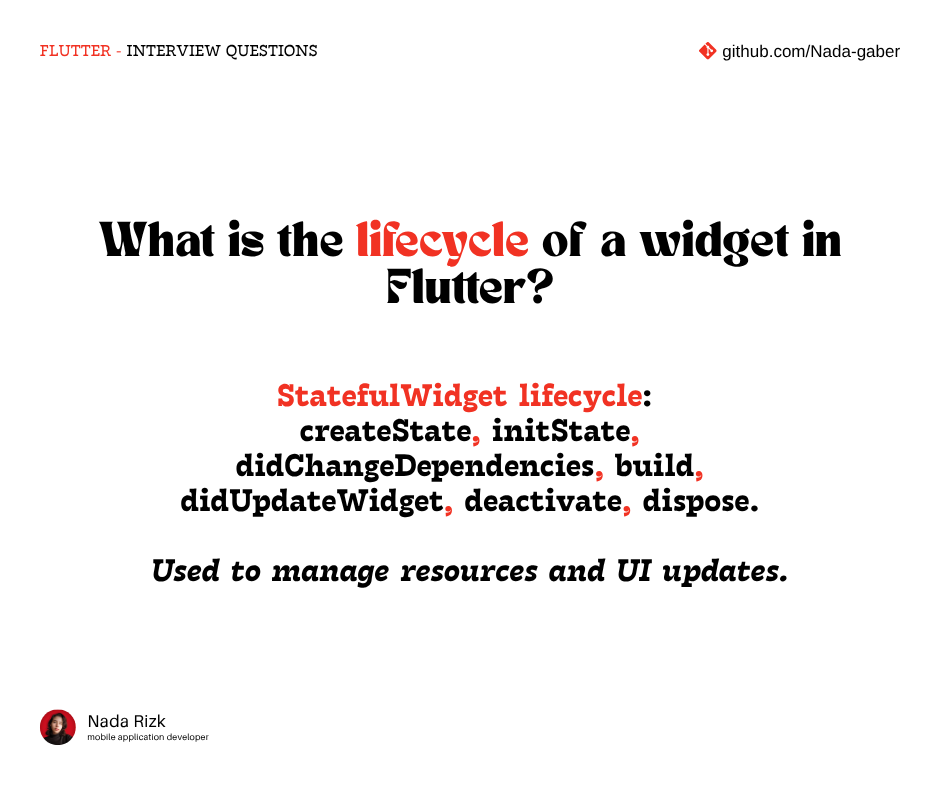 FLUTTER - INTERVIEW QUESTIONS
github.com/Nada-gaber
What is the lifecycle of a widget in
Flutter?
StatefulWidget lifecycle:
createState, initState,
didChangeDependencies, build,
didUpdateWidget, deactivate, dispose.
Used to manage resources and UI updates.
Nada Rizk
mobile application developer